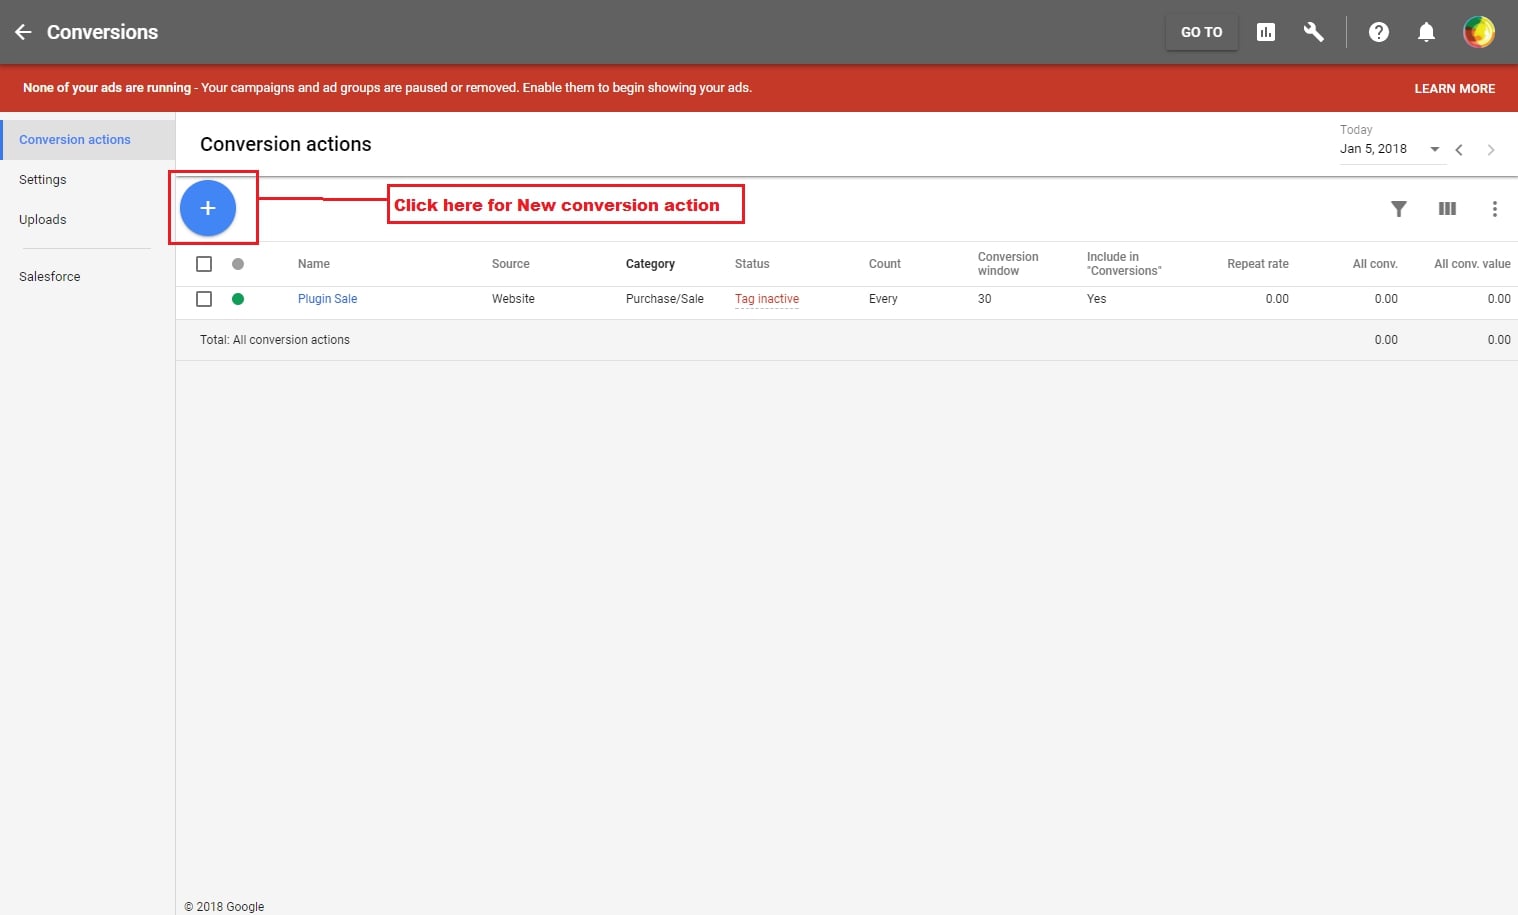 Conversions
GO TO
None of your ads are running - Your campaigns and ad groups are paused or removed. Enable them to begin showing your ads.
LEARN MORE
Conversion actions
Settings
Uploads
Salesforce
Conversion actions
Today
Jan 5, 2018
Click here for New conversion action
Name Source Category Status Count Conversion window Include in "Conversions" Repeat rate All conv. All conv. value
Plugin Sale Website Purchase/Sale Tag inactive Every 30 Yes 0.00 0.00 0.00
Total: All conversion actions 0.00 0.00
© 2018 Google